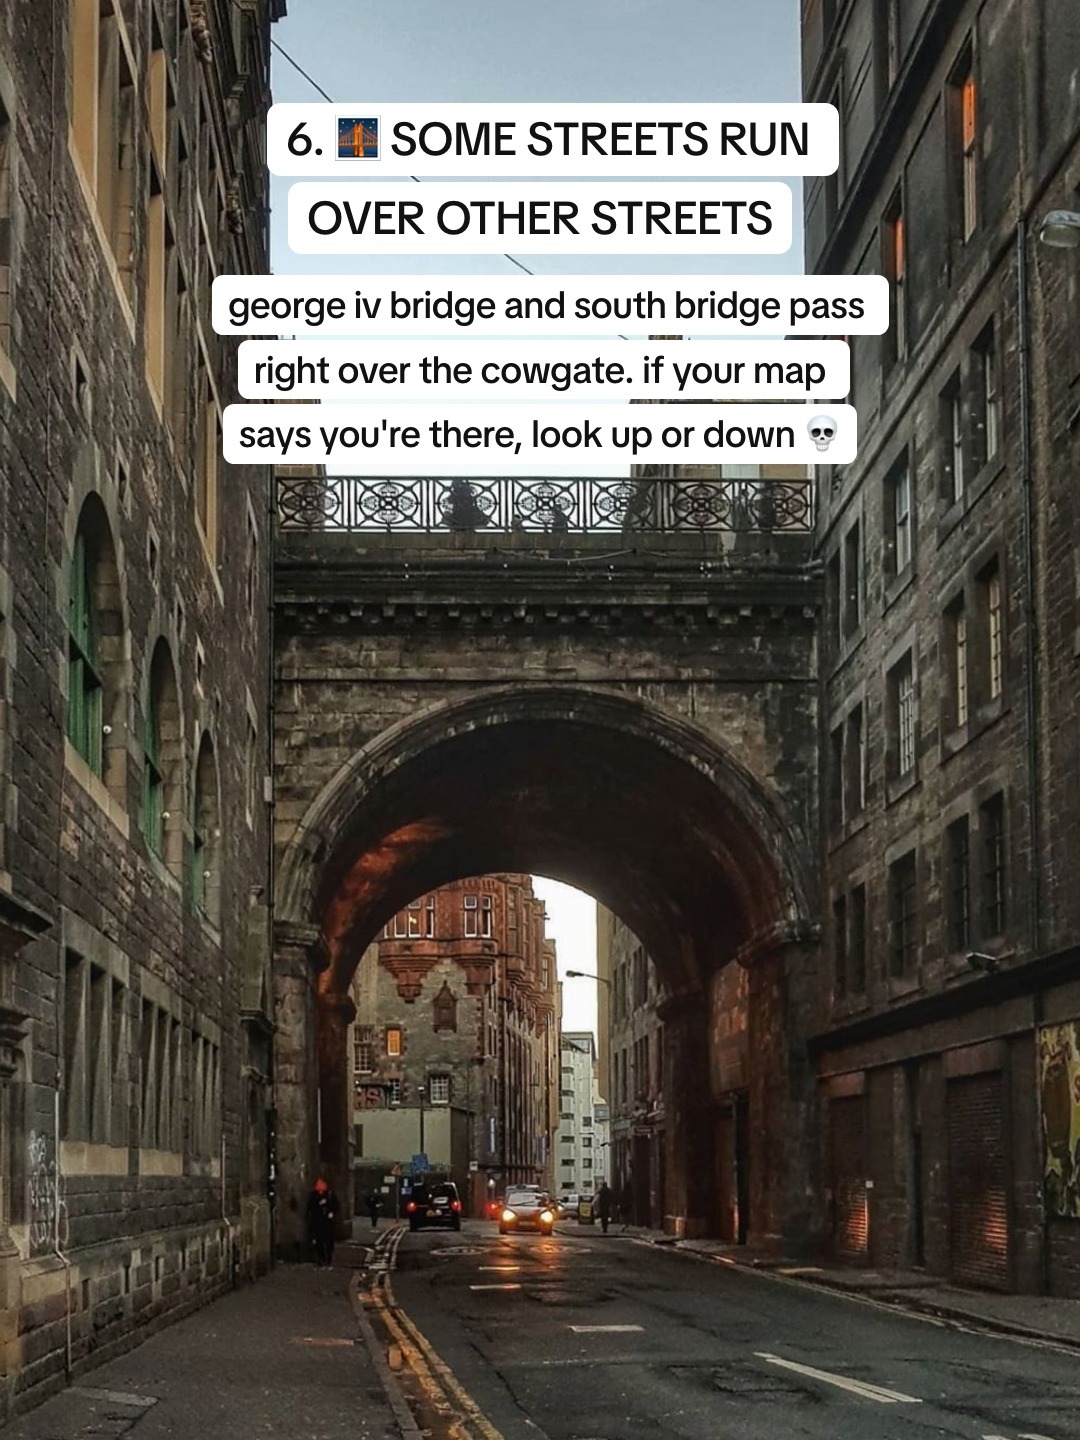 6. 🌉 SOME STREETS RUN
OVER OTHER STREETS
george iv bridge and south bridge pass
right over the cowgate. if your map
says you're there, look up or down 💀